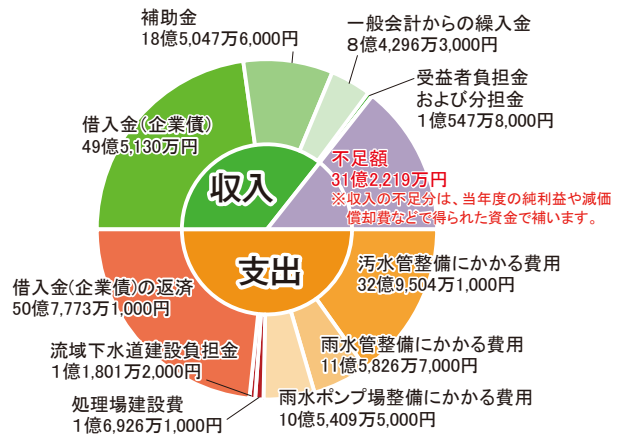 補助金
18億5,047万6,000円
一般会計からの繰入金
8億4,296万3,000円
受益者負担金
および分担金
1億547万8,000円
借入金(企業債)
49億5,130万円
不足額
31億2,219万円
※収入の不足分は、当年度の純利益や減価
償却費などで得られた資金で補います。
収入
支出
汚水管整備にかかる費用
32億9,504万1,000円
借入金(企業債)の返済
50億7,773万1,000円
雨水管整備にかかる費用
11億5,826万7,000円
流域下水道建設負担金
1億1,801万2,000円
雨水ポンプ場整備にかかる費用
10億5,409万5,000円
処理場建設費
1億6,926万1,000円